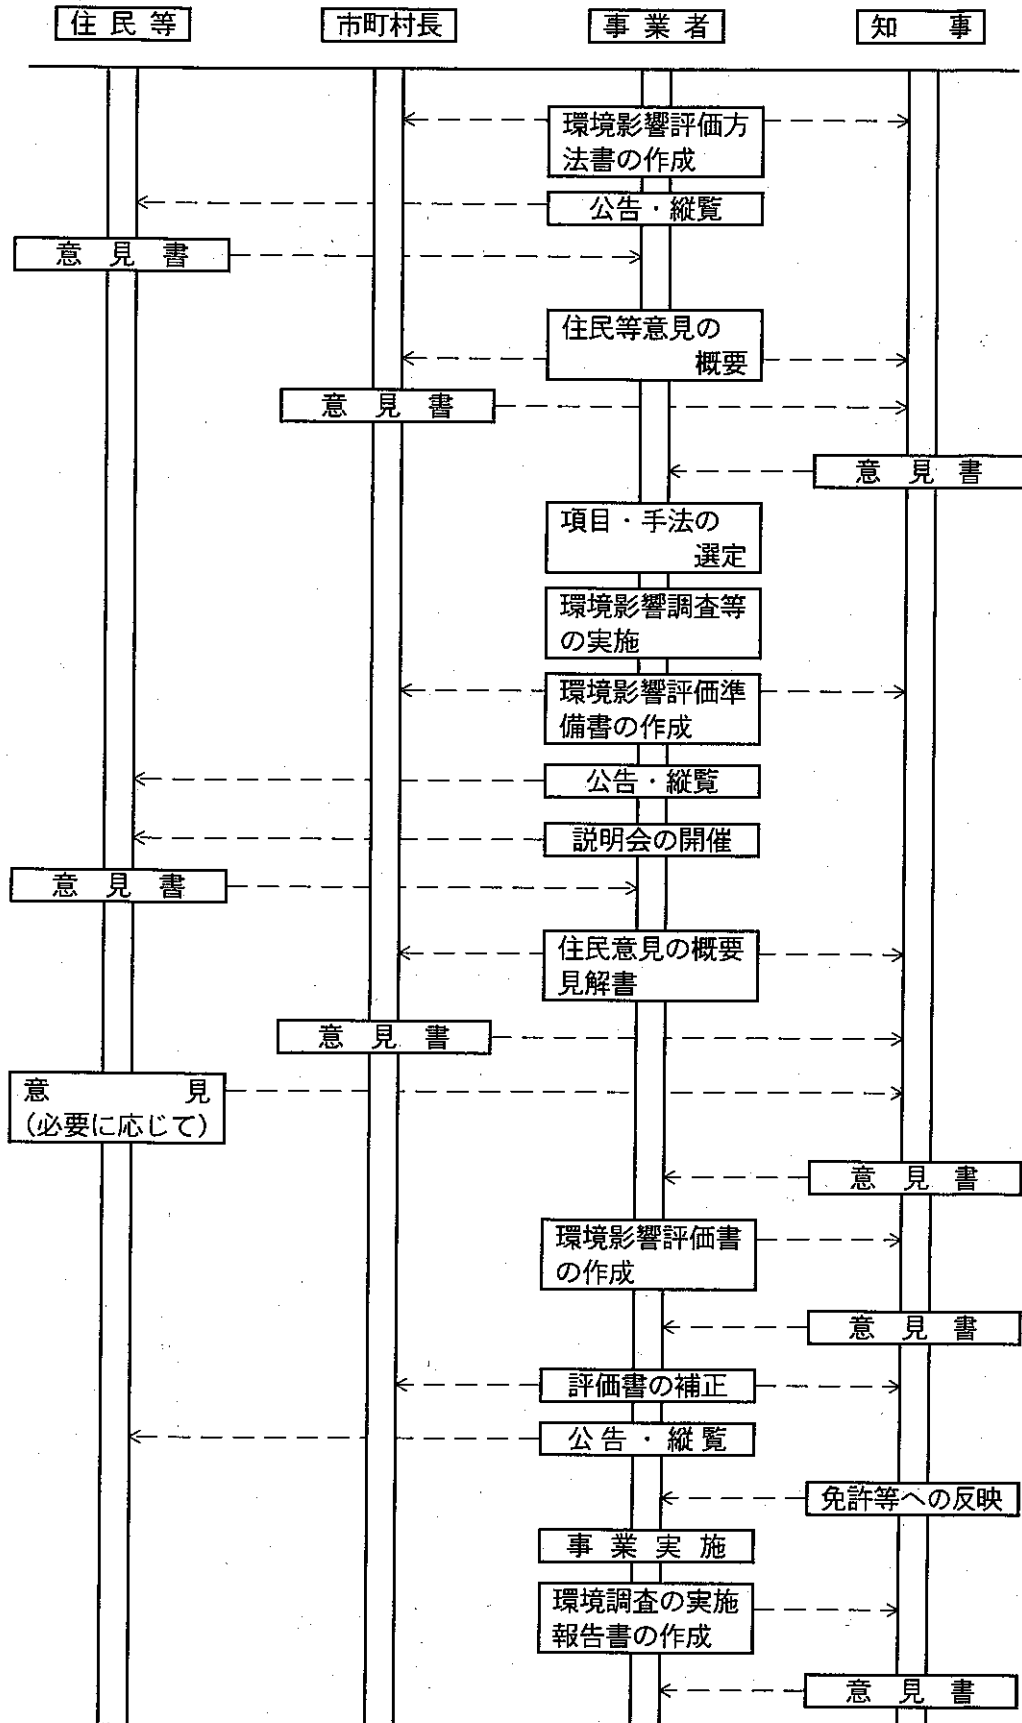 住民等
市町村長
事業者
知事
環境影響評価方
法書の作成
公告・縦覧
意見書
住民等意見の
概要
意見書
意見書
項目・手法の
選定
環境影響調査等
の実施
環境影響評価準
備書の作成
公告・縦覧
説明会の開催
意見書
住民意見の概要
見解書
意見書
意見
(必要に応じて)
意見書
環境影響評価書
の作成
意見書
評価書の補正
公告・縦覧
免許等への反映
事業実施
環境調査の実施
報告書の作成
意見書